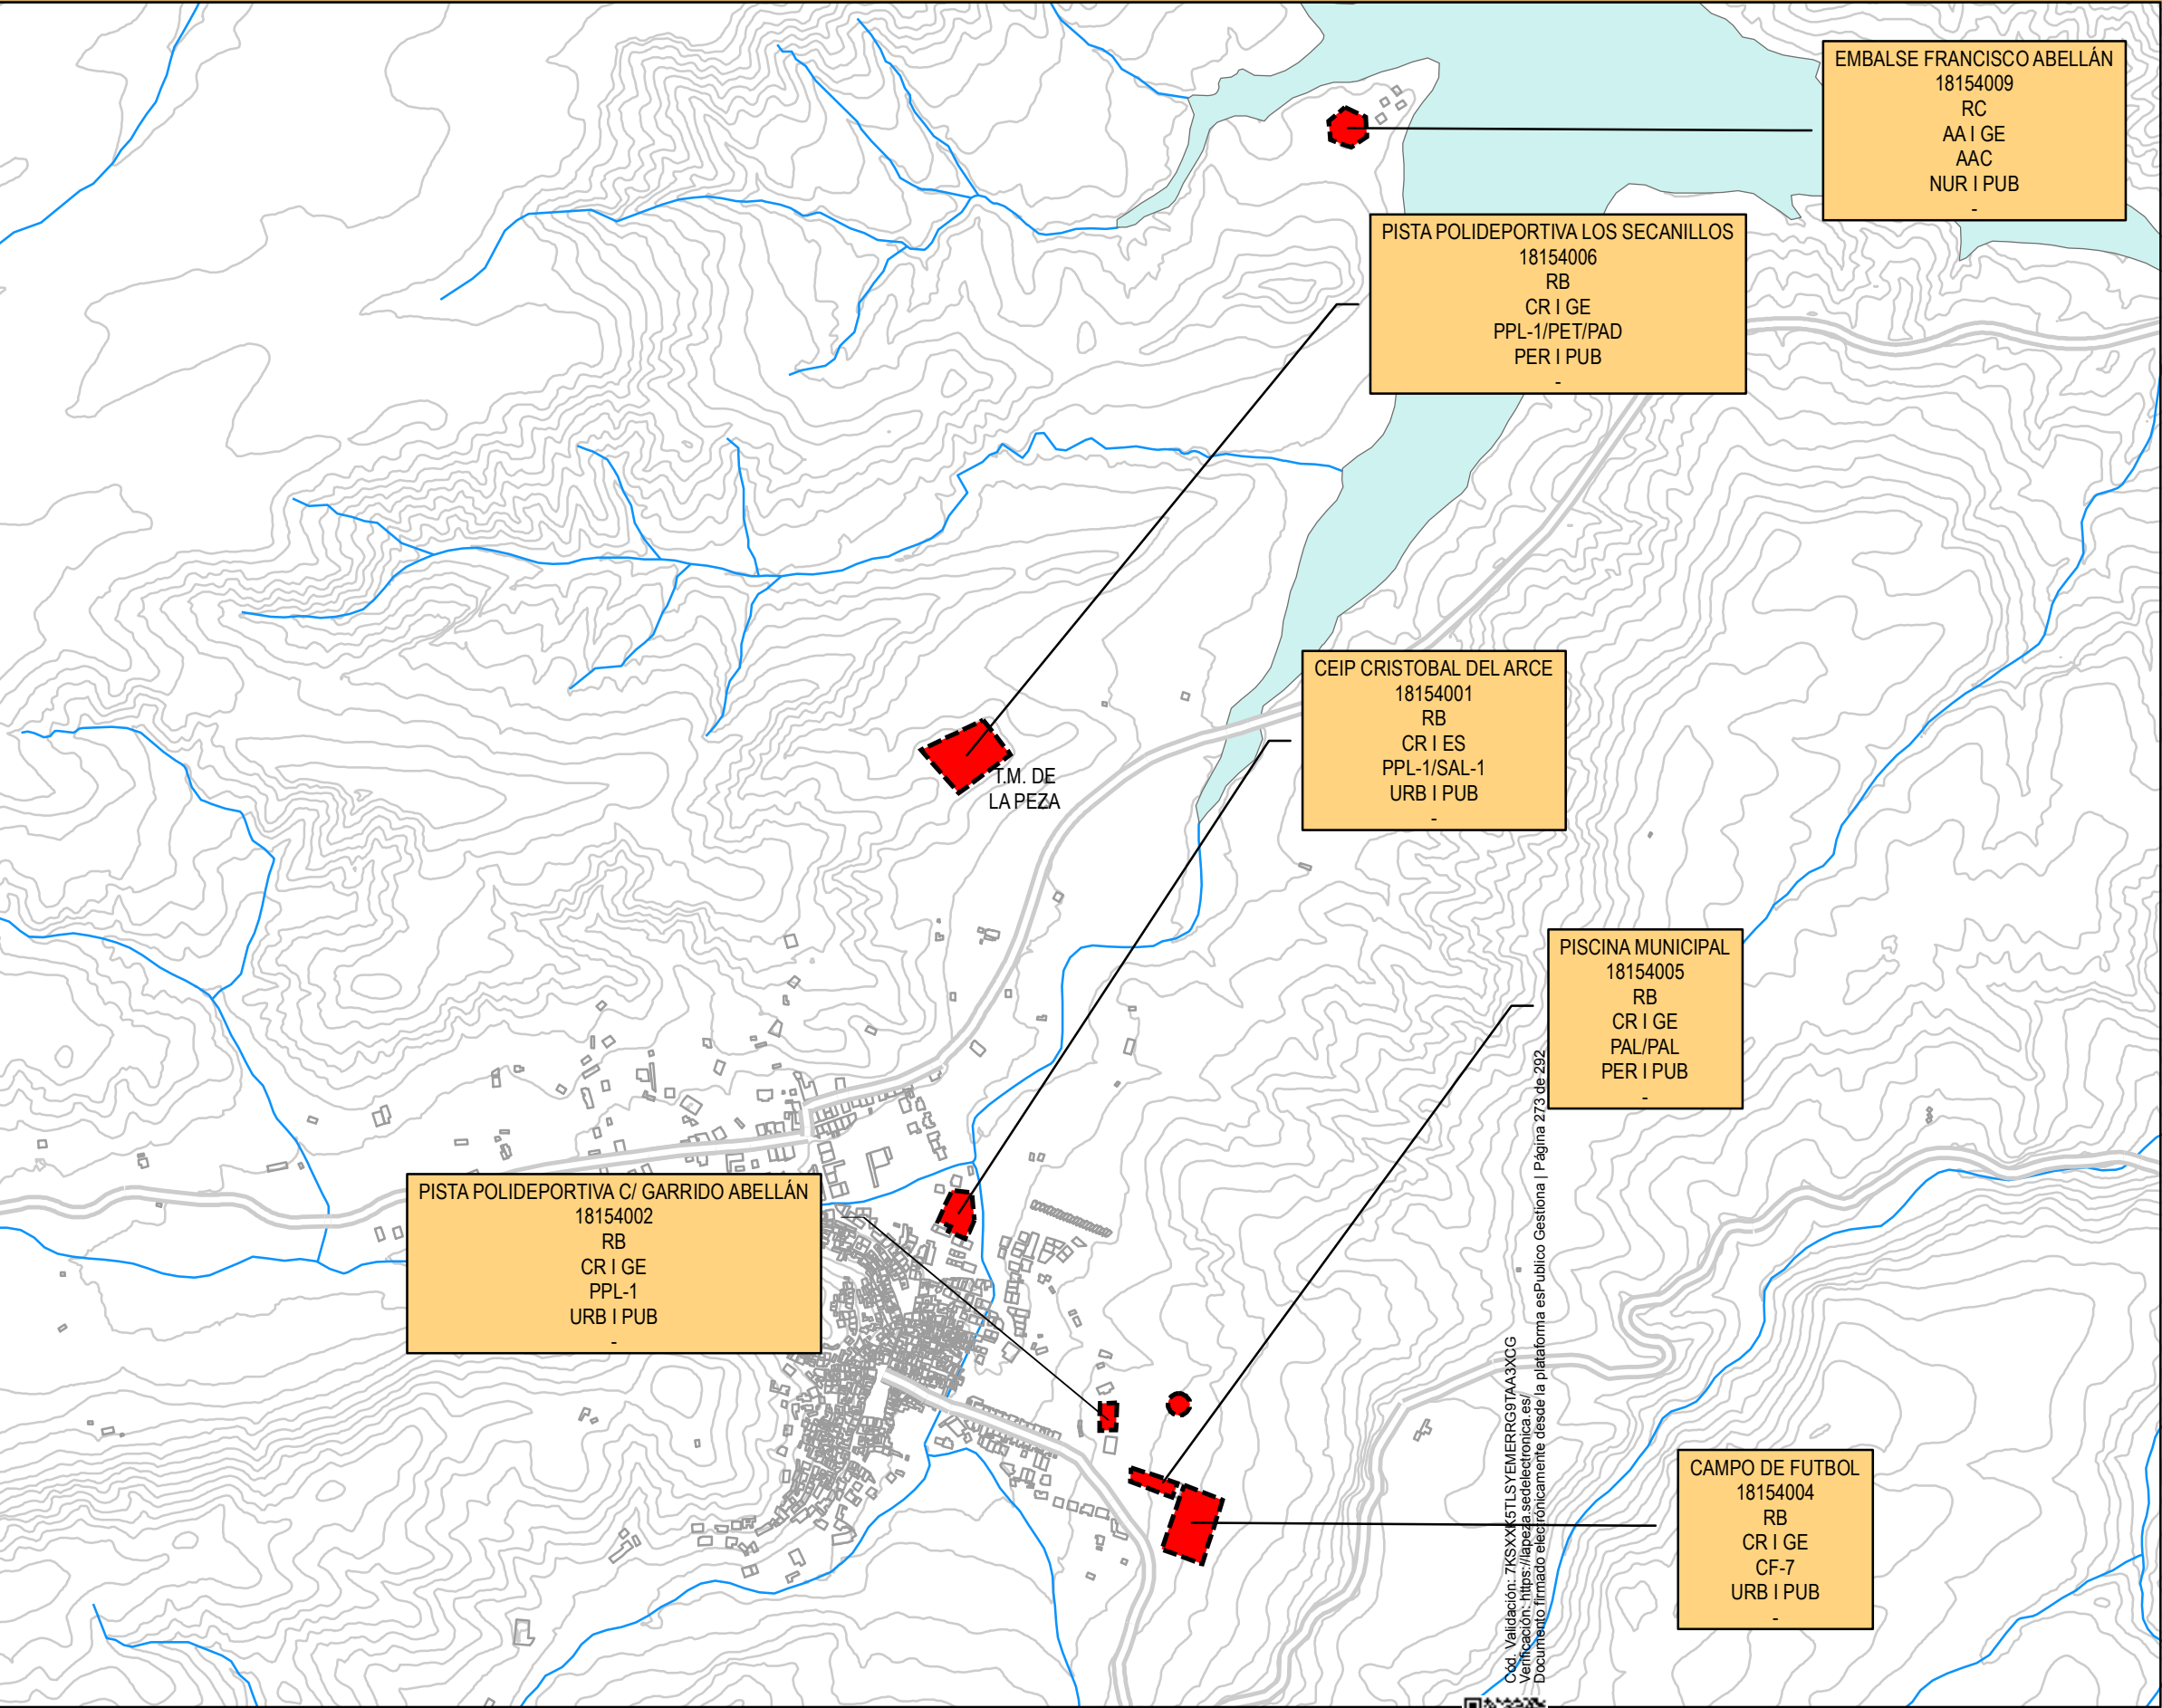 EMBALSE FRANCISCO ABELLÁN
18154009
RC
AA I GE
AAC
NUR I PUB
-
PISTA POLIDEPORTIVA LOS SECANILLOS
18154006
RB
CR I GE
PPL-1/PET/PAD
PER I PUB
-
CEIP CRISTOBAL DEL ARCE
18154001
RB
CR I ES
PPL-1/SAL-1
URB I PUB
-
T.M. DE
LA PEZA
PISCINA MUNICIPAL
18154005
RB
CR I GE
PAL/PAL
PER I PUB
-
PISTA POLIDEPORTIVA C/ GARRIDO ABELLÁN
18154002
RB
CR I GE
PPL-1
URB I PUB
-
CAMPO DE FUTBOL
18154004
RB
CR I GE
CF-7
URB I PUB
-
Cód. Validación: 7KSXXK5TLSYEMERRG9TAA3XCG
Verificación: https://lapeza.sedelectronica.es/
Documento firmado electrónicamente desde la plataforma esPublico Gestiona | Página 273 de 292